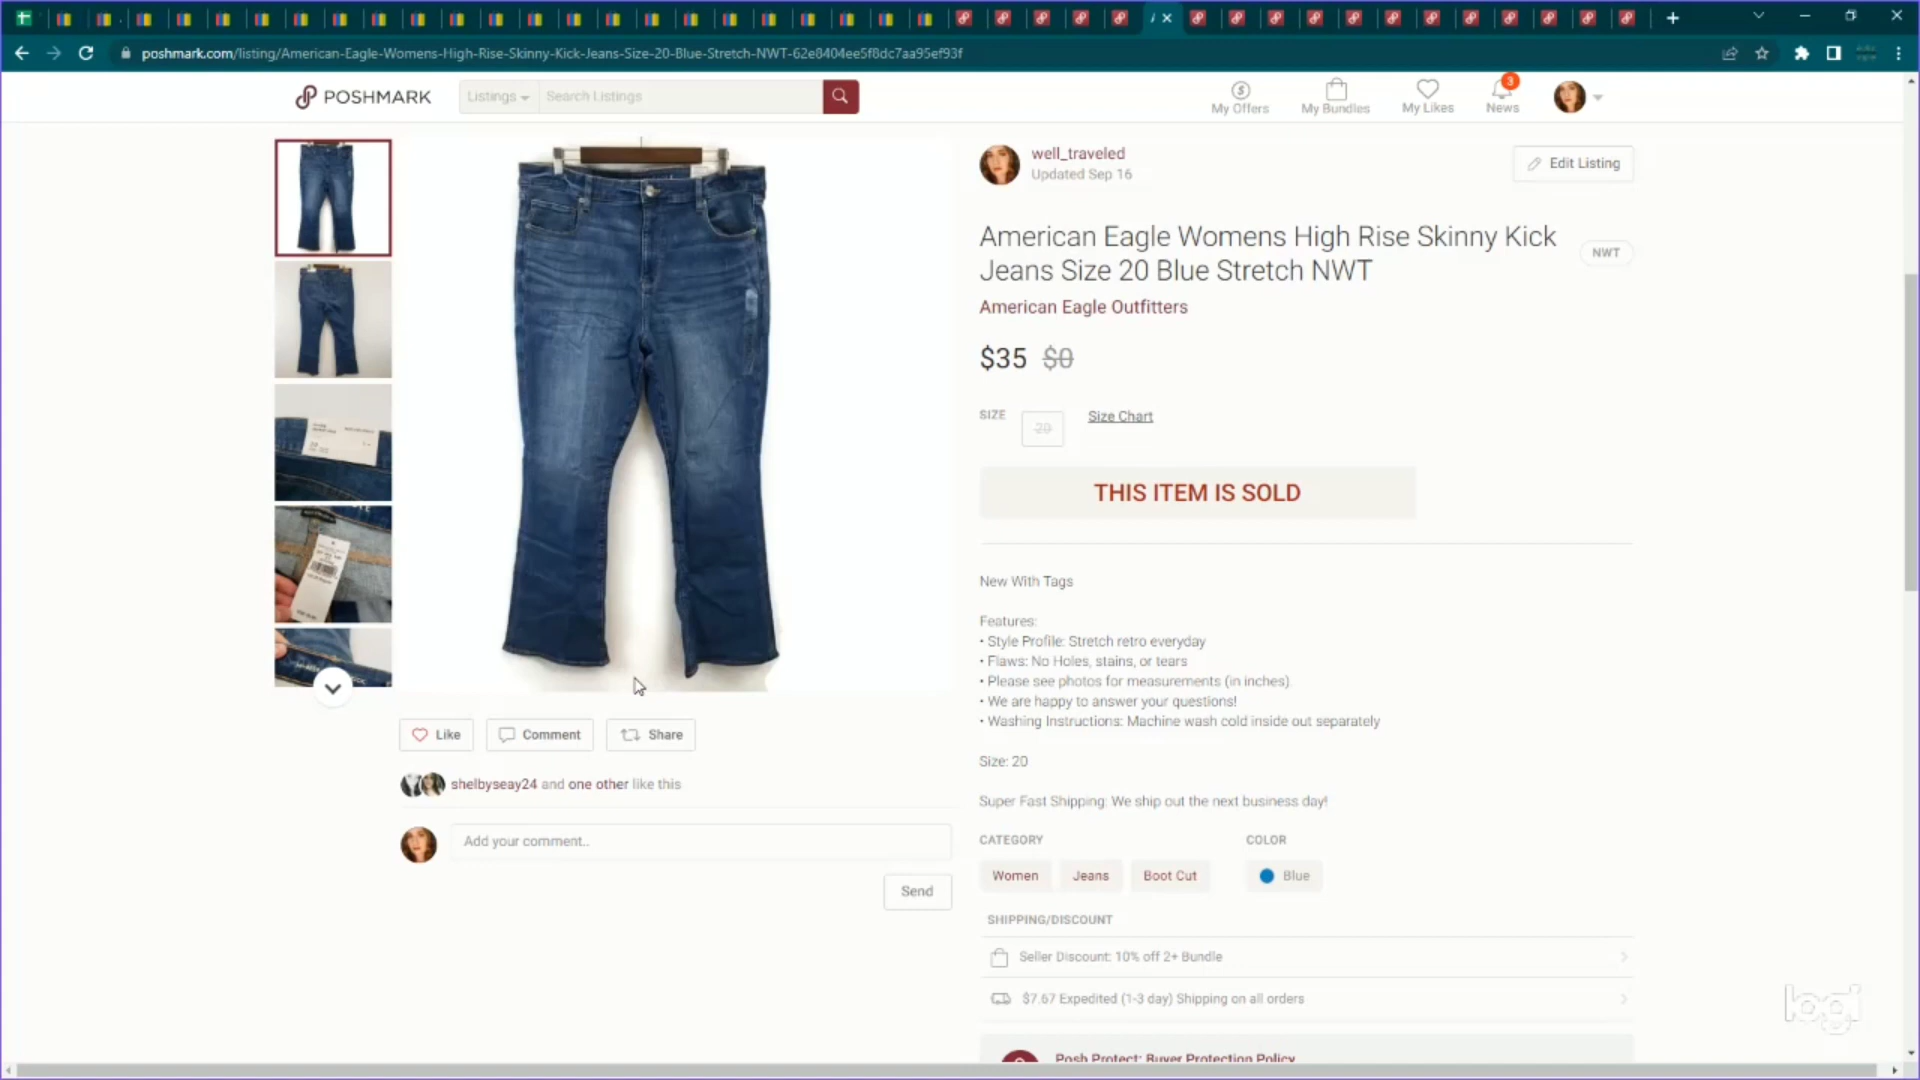 poshmark.com/listing/American-Eagle-Womens-High-Rise-Skinny-Kick-Jeans-Size-20-Blue-Stretch-NWT-62e8404ee5f8dc7aa95ef93f
POSHMARK
Listings
Search Listings
My Offers
My Bundles
My Likes
3
News
well_traveled
Updated Sep 16
Edit Listing
American Eagle Womens High Rise Skinny Kick
Jeans Size 20 Blue Stretch NWT
NWT
American Eagle Outfitters
$35 $0
SIZE
20
Size Chart
THIS ITEM IS SOLD
New With Tags
Features:
• Style Profile: Stretch retro everyday
• Flaws: No Holes, stains, or tears
• Please see photos for measurements (in inches).
• We are happy to answer your questions!
• Washing Instructions: Machine wash cold inside out separately
Size: 20
Super Fast Shipping: We ship out the next business day!
CATEGORY
COLOR
Women
Jeans
Boot Cut
Blue
SHIPPING/DISCOUNT
Seller Discount: 10% off 2+ Bundle
$7.67 Expedited (1-3 day) Shipping on all orders
Posh Protect: Buyer Protection Policy
Like
Comment
Share
shelbyseay24 and one other like this
Add your comment..
Send
logi